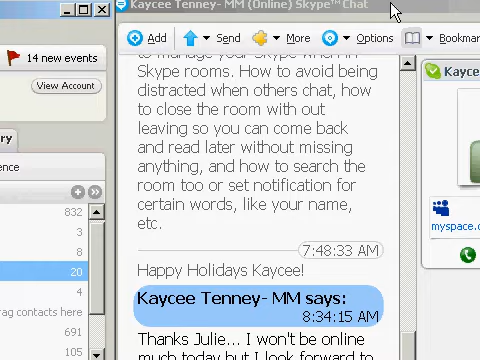 Kaycee Tenney- MM (Online) Skype™ Chat
Add Send More Options Bookmar
14 new events
View Account
ry
ence
832
3
8
20
4
rag contacts here
691
105
to manage your Skype when in
Skype rooms. How to avoid being
distracted when others chat, how
to close the room with out
leaving so you can come back
and read later without missing
anything, and how to search the
room too or set notification for
certain words, like your name,
etc.
7:48:33 AM
Happy Holidays Kaycee!
Kaycee Tenney- MM says:
8:34:15 AM
Thanks Julie... I won't be online
much today but I look forward to
Kayce
myspace.c